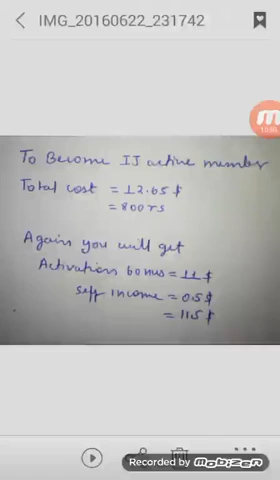 IMG_20160622_231742
To Become IJ active member
Total cost = 12.65 $
= 800 rs
Again you will get
Activation bonus = 11 $
self income = 0.5 $
= 11.5 $
Recorded by Mobizen